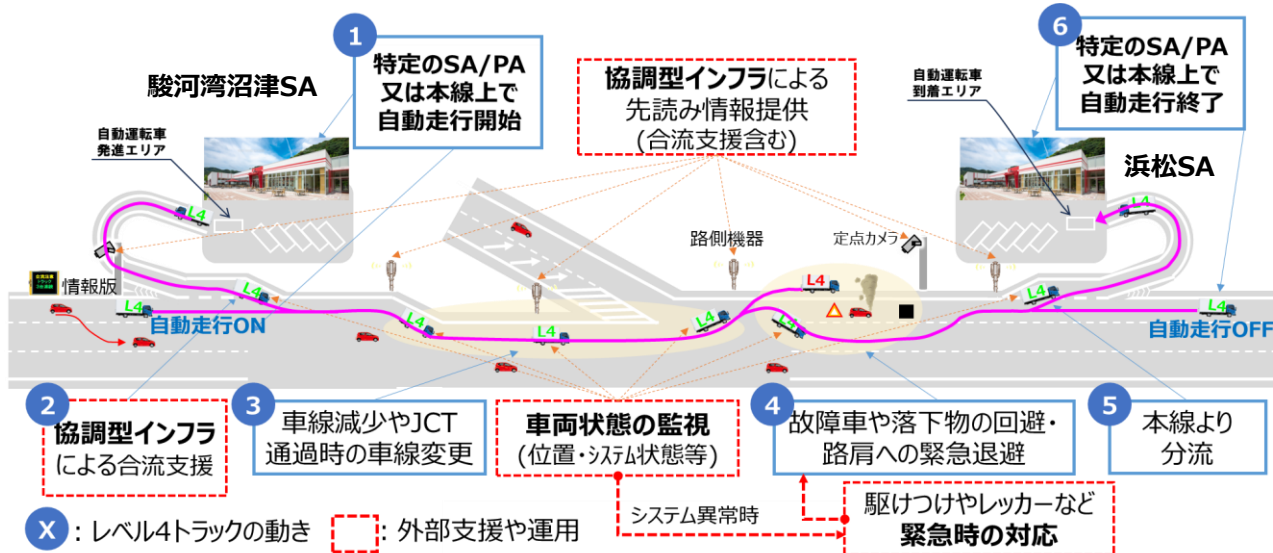 1
特定のSA/PA
又は本線上で
自動走行開始
駿河湾沼津SA
自動運転車
発進エリア
協調型インフラによる
先読み情報提供
(合流支援含む)
6
特定のSA/PA
又は本線上で
自動走行終了
自動運転車
到着エリア
浜松SA
L4
L4
路側機器
定点カメラ
情報版
L4
L4
L4
L4
L4
L4
L4
L4
L4
自動走行ON
自動走行OFF
2
協調型インフラ
による合流支援
3
車線減少やJCT
通過時の車線変更
車両状態の監視
(位置・システム状態等)
4
故障車や落下物の回避・
路肩への緊急退避
5
本線より
分流
システム異常時
駆けつけやレッカーなど
緊急時の対応
X
：レベル4トラックの動き
：外部支援や運用